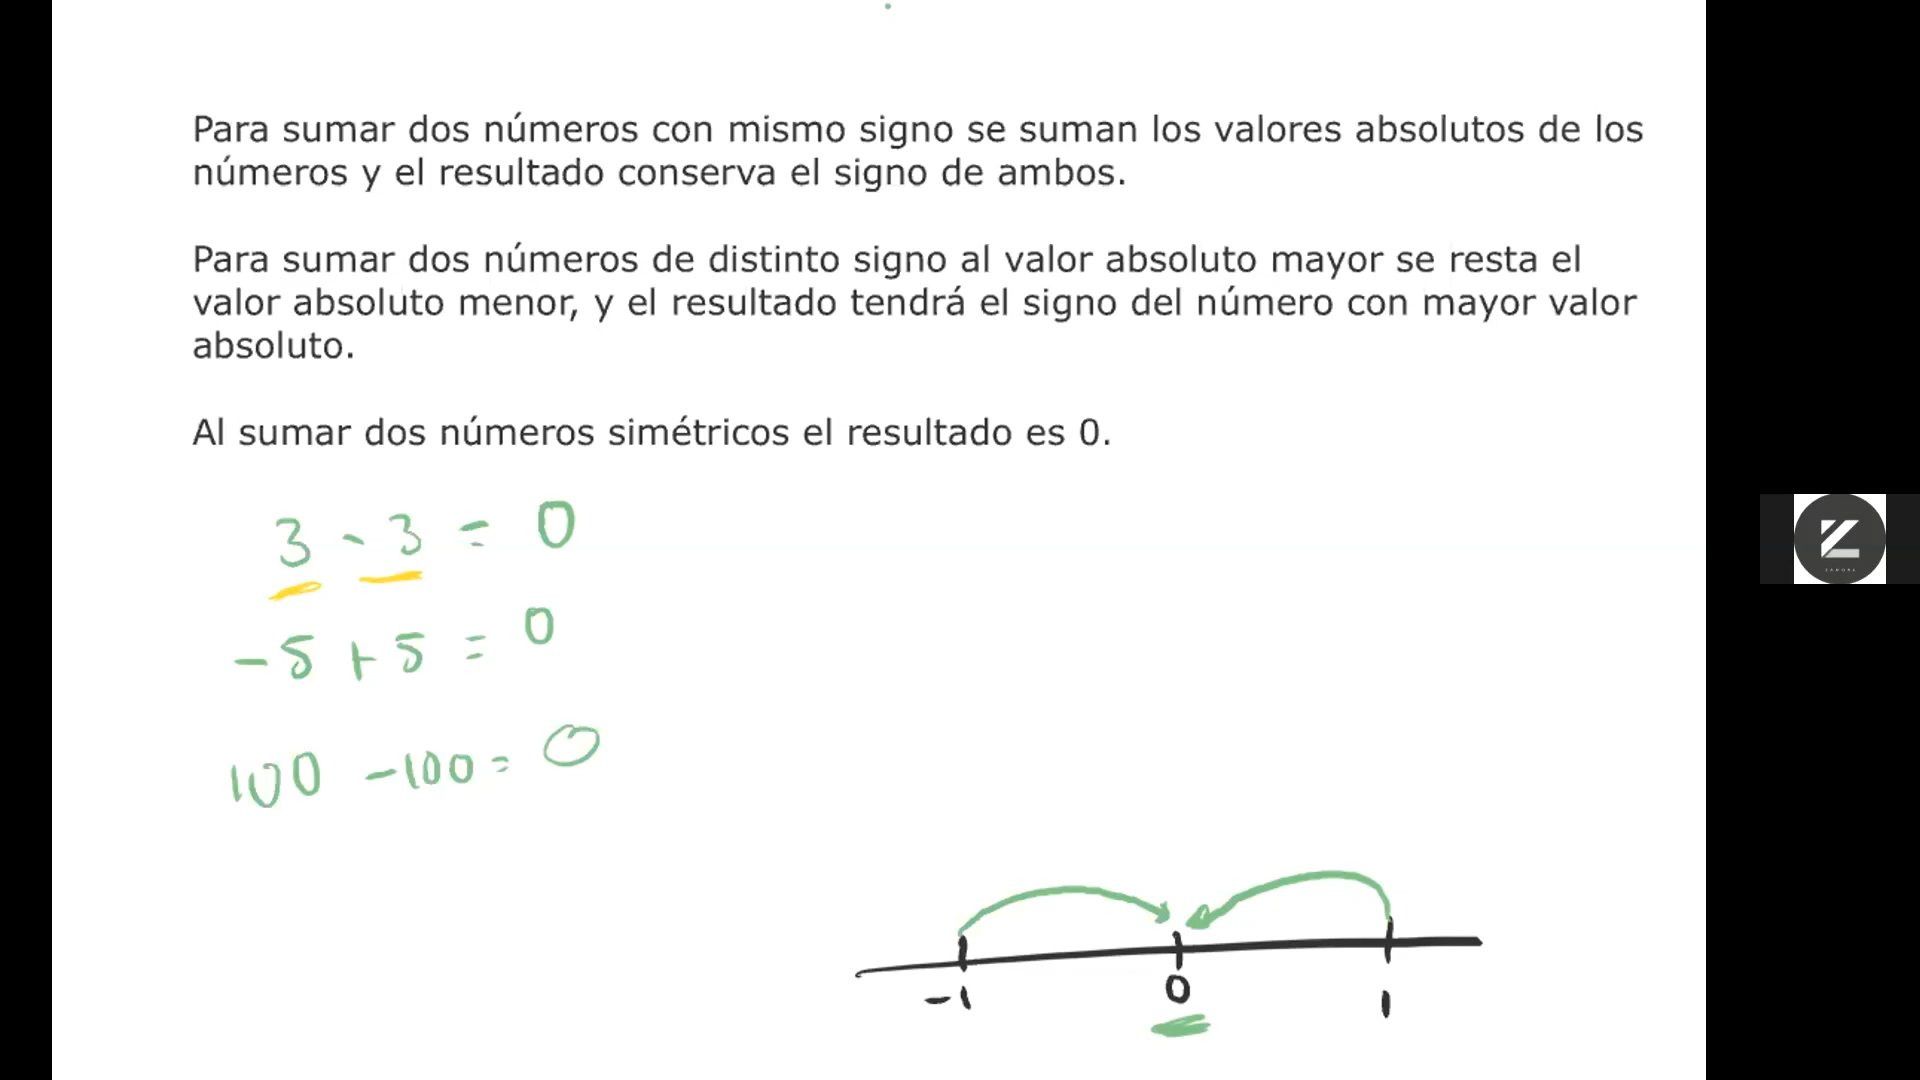 Para sumar dos números con mismo signo se suman los valores absolutos de los
números y el resultado conserva el signo de ambos.
Para sumar dos números de distinto signo al valor absoluto mayor se resta el
valor absoluto menor, y el resultado tendrá el signo del número con mayor valor
absoluto.
Al sumar dos números simétricos el resultado es 0.
3 - 3 = 0
- 5 + 5 = 0
100 - 100 = 0
-1 0 1